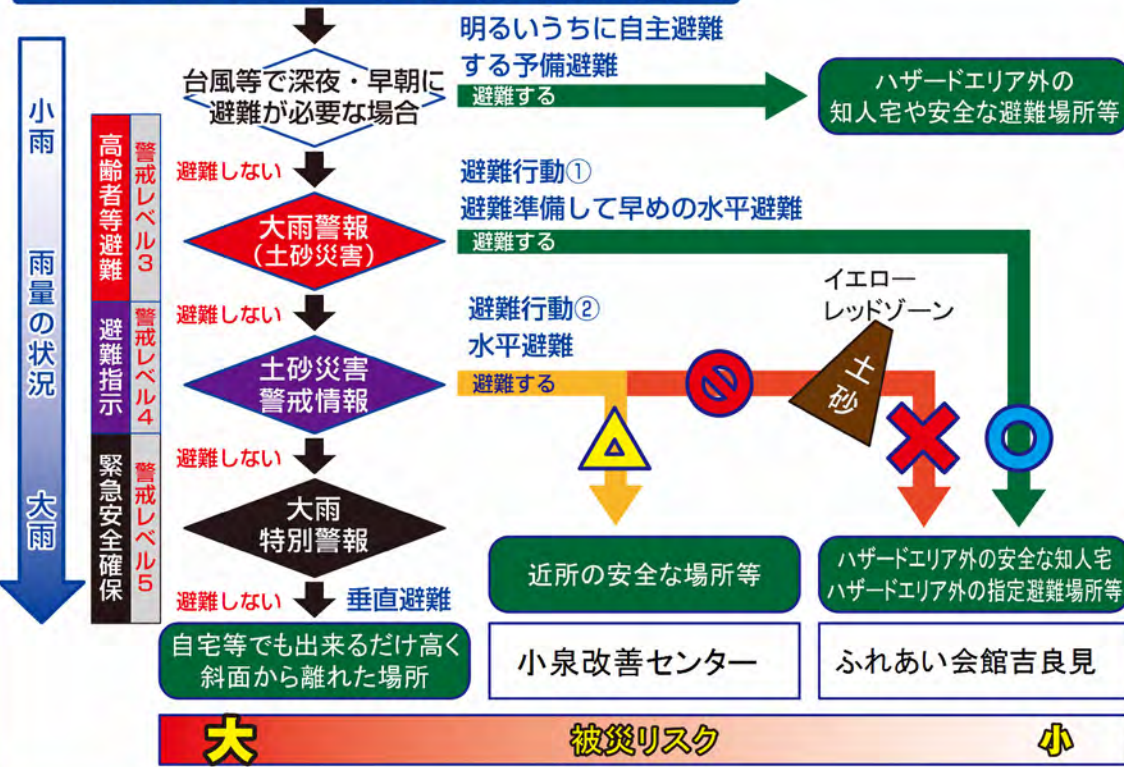 明るいうちに自主避難
する予備避難
台風等で深夜・早朝に
避難が必要な場合
避難する
ハザードエリア外の
知人宅や安全な避難場所等
小雨
雨量の状況
大雨
高齢者等避難
警戒レベル3
避難しない
避難行動①
避難準備して早めの水平避難
大雨警報
(土砂災害)
避難する
イエロー
レッドゾーン
避難指示
警戒レベル4
避難しない
避難行動②
水平避難
土砂災害
警戒情報
避難する
土砂
緊急安全確保
警戒レベル5
避難しない
大雨
特別警報
避難しない
垂直避難
近所の安全な場所等
ハザードエリア外の安全な知人宅
ハザードエリア外の指定避難場所等
自宅等でも出来るだけ高く
斜面から離れた場所
小泉改善センター
ふれあい会館吉良見
大
被災リスク
小